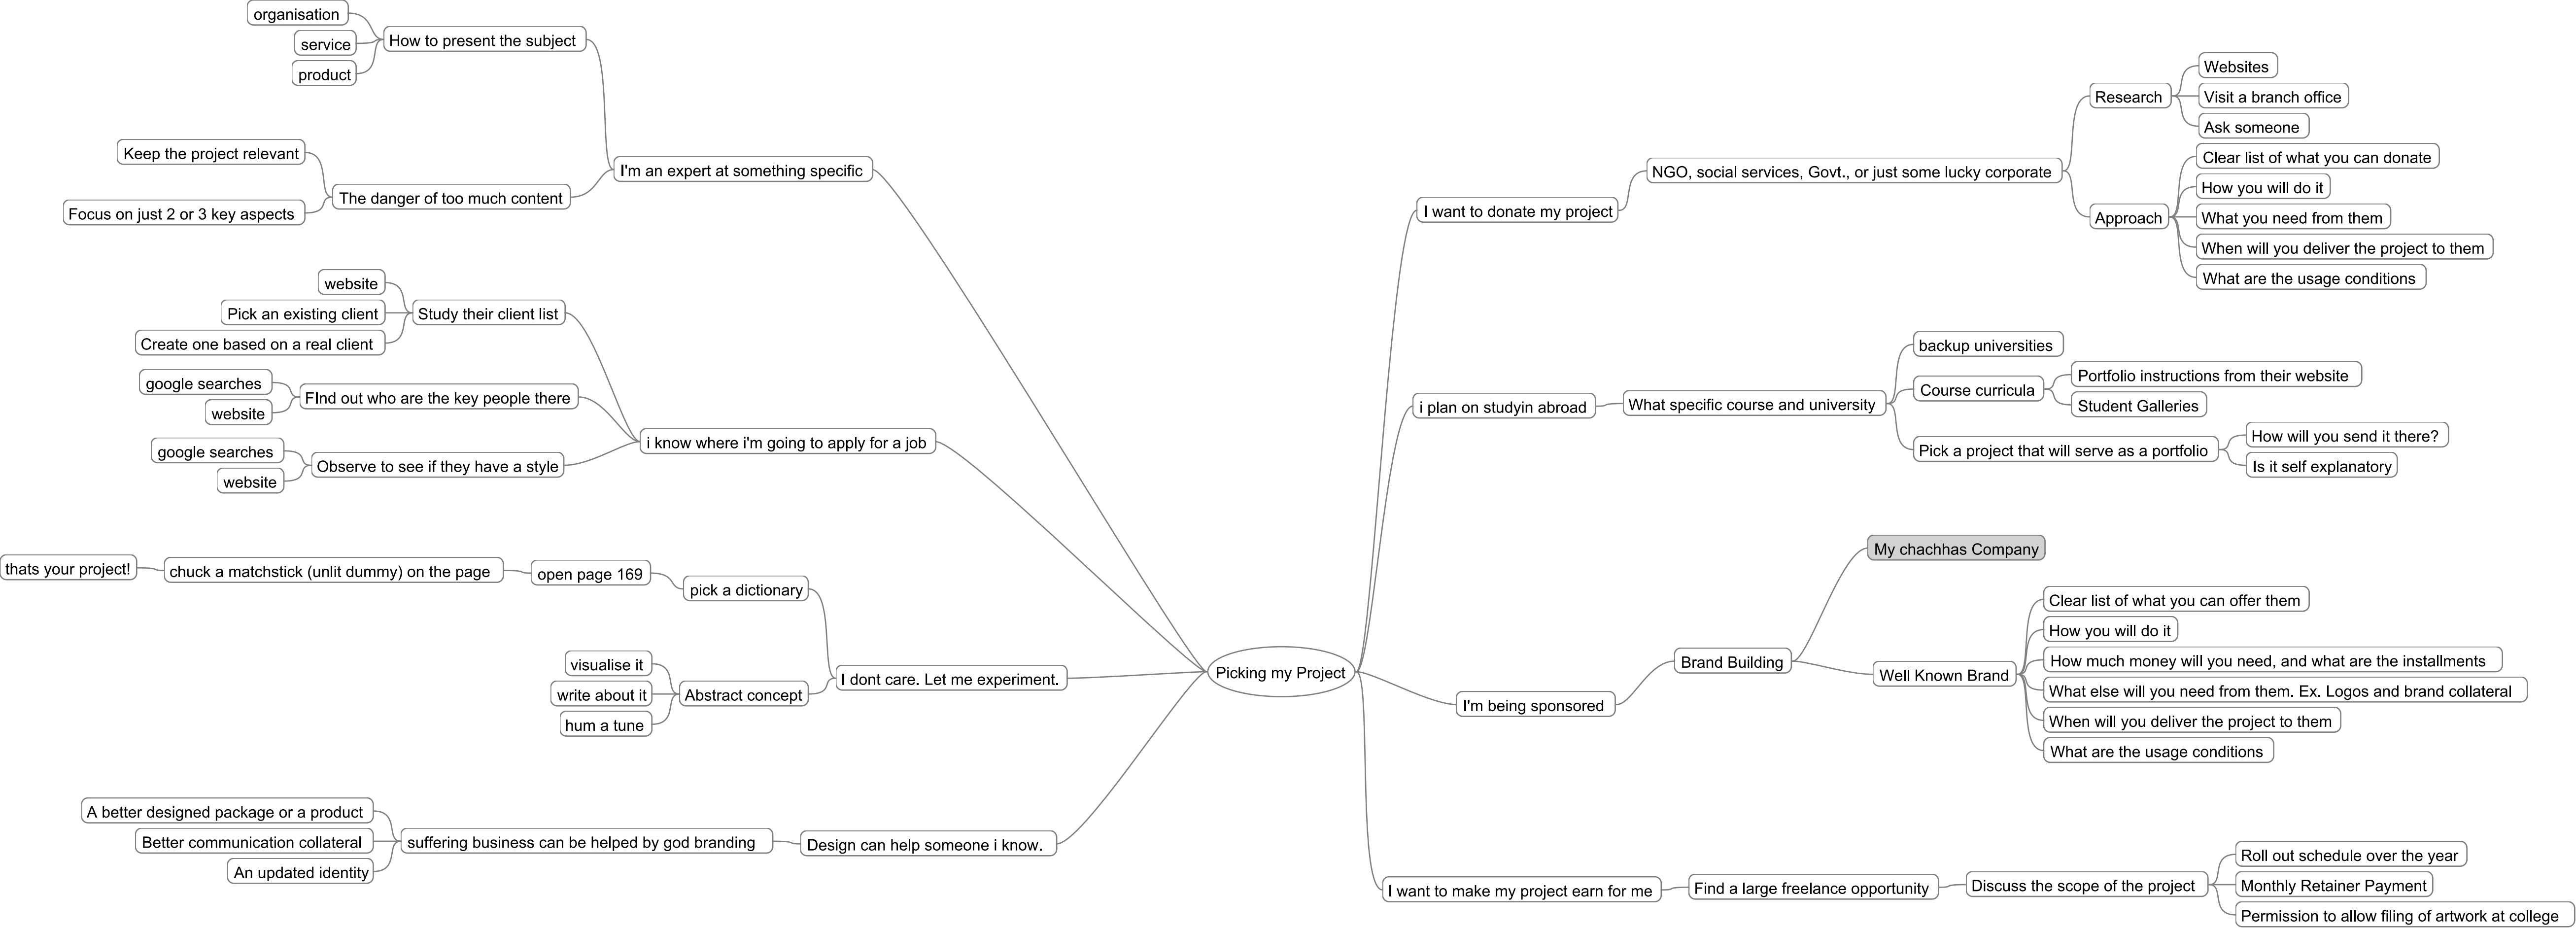 Picking my Project
I'm an expert at something specific
How to present the subject
organisation
service
product
The danger of too much content
Keep the project relevant
Focus on just 2 or 3 key aspects
i know where i'm going to apply for a job
Study their client list
website
Pick an existing client
Create one based on a real client
FInd out who are the key people there
google searches
website
Observe to see if they have a style
google searches
website
I dont care. Let me experiment.
pick a dictionary
open page 169
chuck a matchstick (unlit dummy) on the page
thats your project!
Abstract concept
visualise it
write about it
hum a tune
Design can help someone i know.
suffering business can be helped by god branding
A better designed package or a product
Better communication collateral
An updated identity
I want to donate my project
NGO, social services, Govt., or just some lucky corporate
Research
Websites
Visit a branch office
Ask someone
Approach
Clear list of what you can donate
How you will do it
What you need from them
When will you deliver the project to them
What are the usage conditions
i plan on studyin abroad
What specific course and university
backup universities
Course curricula
Portfolio instructions from their website
Student Galleries
Pick a project that will serve as a portfolio
How will you send it there?
Is it self explanatory
I'm being sponsored
Brand Building
My chachhas Company
Well Known Brand
Clear list of what you can offer them
How you will do it
How much money will you need, and what are the installments
What else will you need from them. Ex. Logos and brand collateral
When will you deliver the project to them
What are the usage conditions
I want to make my project earn for me
Find a large freelance opportunity
Discuss the scope of the project
Roll out schedule over the year
Monthly Retainer Payment
Permission to allow filing of artwork at college